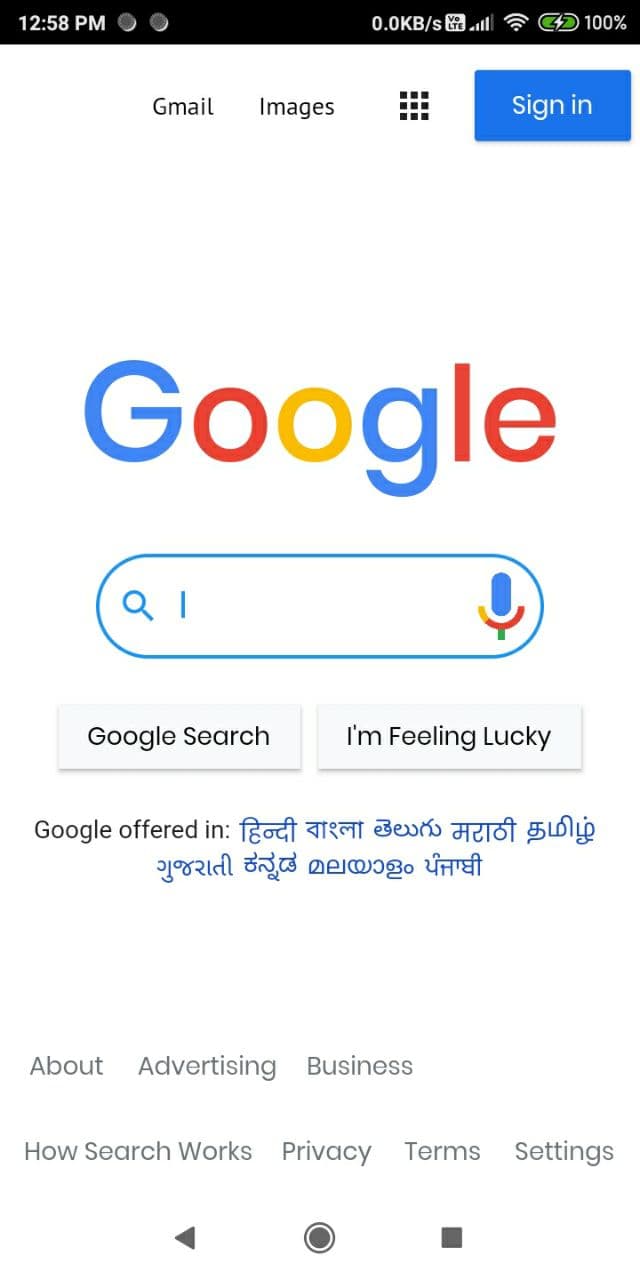 12:58 PM 0.0KB/s Vo LTE 100%
Gmail Images Sign in
Google
Google Search I'm Feeling Lucky
Google offered in: हिन्दी বাংলা తెలుగు मराठी தமிழ்
ગુજરાતી ಕನ್ನಡ മലയാളം ਪੰਜਾਬੀ
About Advertising Business
How Search Works Privacy Terms Settings